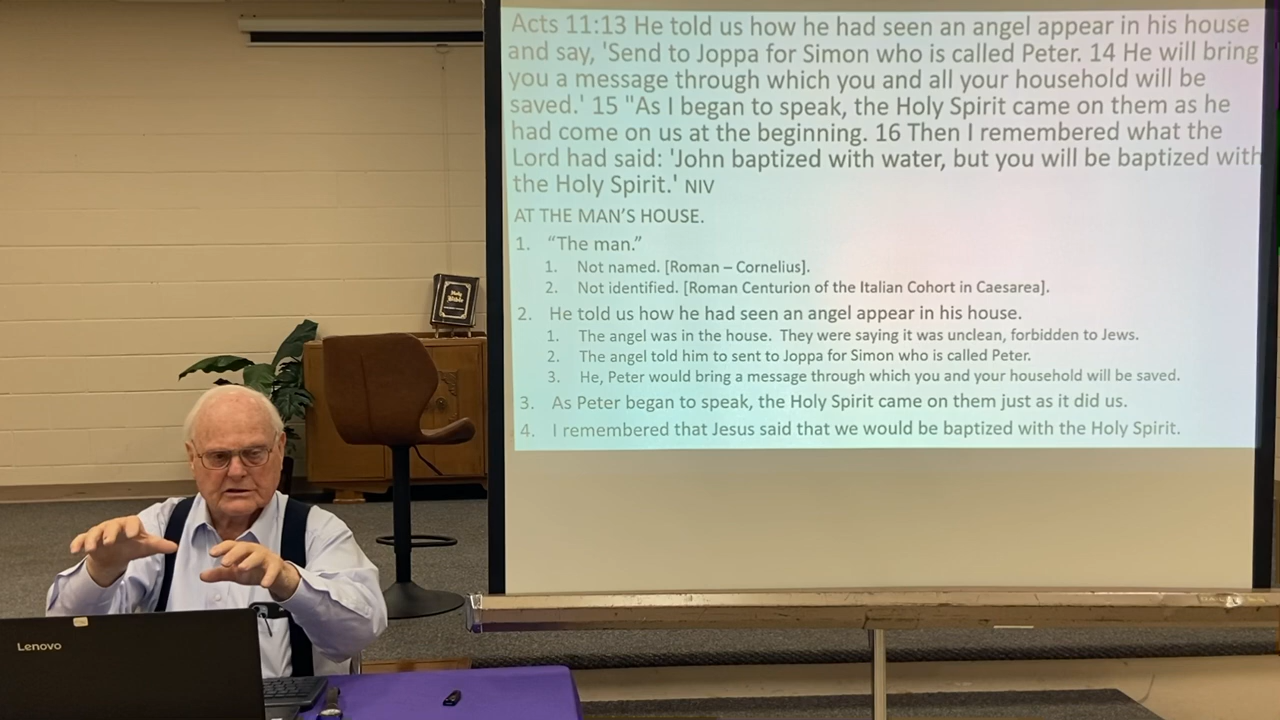 Acts 11:13 He told us how he had seen an angel appear in his house
and say, 'Send to Joppa for Simon who is called Peter. 14 He will bring
you a message through which you and all your household will be
saved.' 15 "As I began to speak, the Holy Spirit came on them as he
had come on us at the beginning. 16 Then I remembered what the
Lord had said: 'John baptized with water, but you will be baptized with
the Holy Spirit.' NIV
AT THE MAN'S HOUSE.
1. "The man."
1. Not named. [Roman – Cornelius].
2. Not identified. [Roman Centurion of the Italian Cohort in Caesarea].
2. He told us how he had seen an angel appear in his house.
1. The angel was in the house. They were saying it was unclean, forbidden to Jews.
2. The angel told him to sent to Joppa for Simon who is called Peter.
3. He, Peter would bring a message through which you and your household will be saved.
3. As Peter began to speak, the Holy Spirit came on them just as it did us.
4. I remembered that Jesus said that we would be baptized with the Holy Spirit.
Holy
Bible
Lenovo